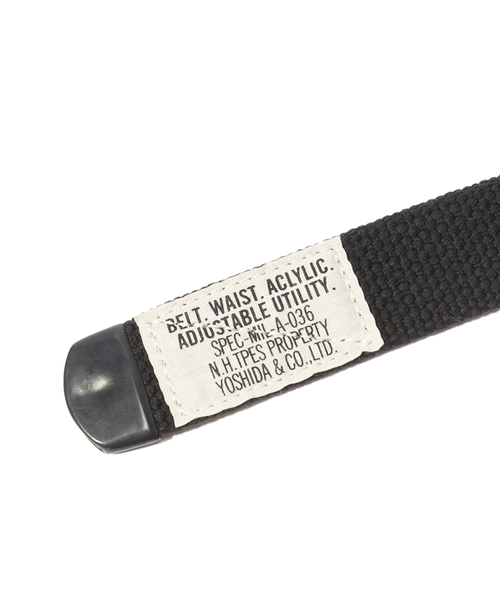 BELT. WAIST. ACLYLIC.
ADJUSTABLE UTILITY.
SPEC-MIL-A-036
N.H.TPES PROPERTY
YOSHIDA & CO.,LTD.